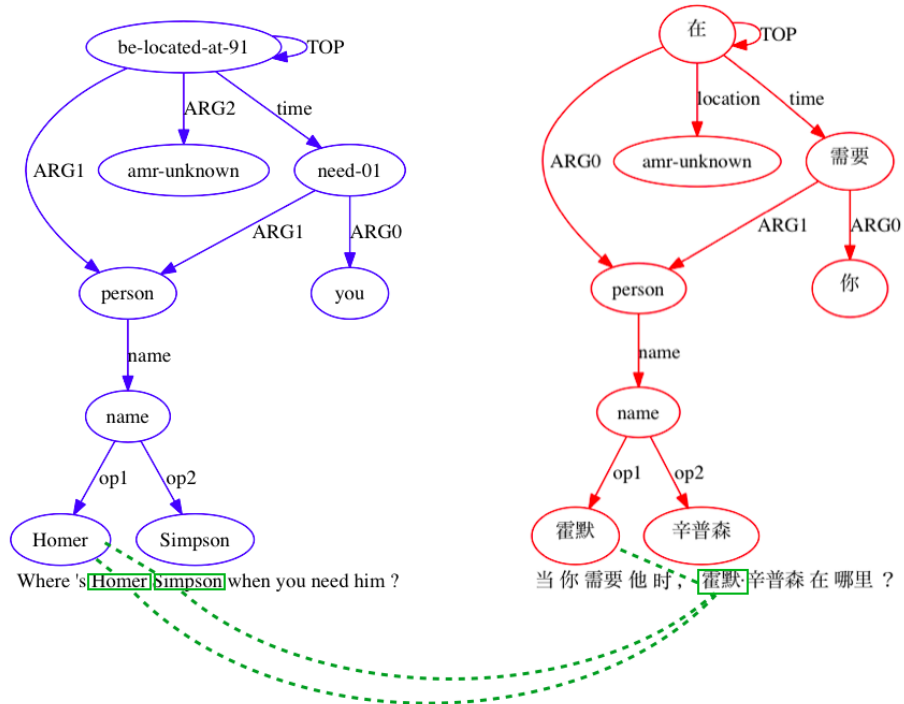 be-located-at-91
TOP
ARG1
ARG2
time
amr-unknown
need-01
ARG1
ARG0
person
you
name
name
op1
op2
Homer
Simpson
Where 's Homer Simpson when you need him ?
在
TOP
ARG0
location
time
amr-unknown
需要
ARG1
ARG0
person
你
name
name
op1
op2
霍默
辛普森
当 你 需要 他 时 , 霍默·辛普森 在 哪里 ?